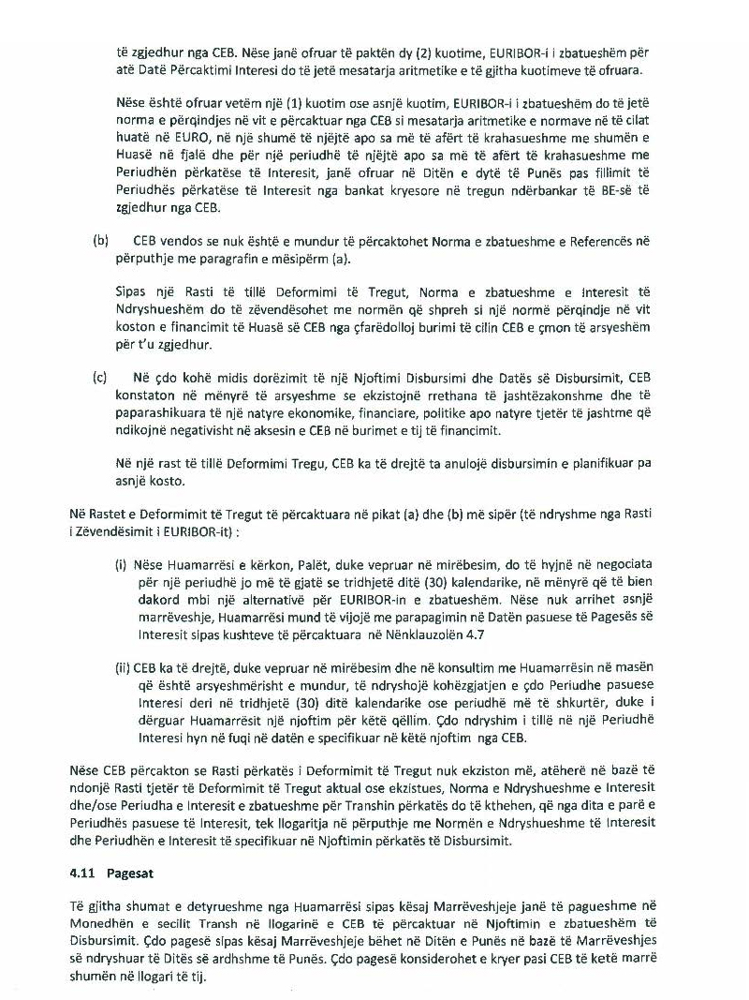 të zgjedhur nga CEB. Nëse janë ofruar të paktën dy (2) kuotime, EURIBOR-i i zbatueshëm për
atë Datë Përcaktimi Interesi do të jetë mesatarja aritmetike e të gjitha kuotimeve të ofruara.
Nëse është ofruar vetëm një (1) kuotim ose asnjë kuotim, EURIBOR-i i zbatueshëm do të jetë
norma e përqindjes në vit e përcaktuar nga CEB si mesatarja aritmetike e normave në të cilat
huatë në EURO, në një shumë të njëjtë apo sa më të afërt të krahasueshme me shumën e
Huasë në fjalë dhe për një periudhë të njëjtë apo sa më të afërt të krahasueshme me
Periudhën përkatëse të Interesit, janë ofruar në Ditën e dytë të Punës pas fillimit të
Periudhës përkatëse të Interesit nga bankat kryesore në tregun ndërbankar të BE-së të
zgjedhur nga CEB.
(b) CEB vendos se nuk është e mundur të përcaktohet Norma e zbatueshme e Referencës në
përputhje me paragrafin e mësipërm (a).
Sipas një Rasti të tillë Deformimi të Tregut, Norma e zbatueshme e Interesit të
Ndryshueshëm do të zëvendësohet me normën që shpreh si një normë përqindje në vit
koston e financimit të Huasë së CEB nga çfarëdolloj burimi të cilin CEB e çmon të arsyeshëm
për t'u zgjedhur.
(c) Në çdo kohë midis dorëzimit të një Njoftimi Disbursimi dhe Datës së Disbursimit, CEB
konstaton në mënyrë të arsyeshme se ekzistojnë rrethana të jashtëzakonshme dhe të
paparashikuara të një natyre ekonomike, financiare, politike apo natyre tjetër të jashtme që
ndikojnë negativisht në aksesin e CEB në burimet e tij të financimit.
Në një rast të tillë Deformimi Tregu, CEB ka të drejtë ta anulojë disbursimin e planifikuar pa
asnjë kosto.
Në Rastet e Deformimit të Tregut të përcaktuara në pikat (a) dhe (b) më sipër (të ndryshme nga Rasti
i Zëvendësimit i EURIBOR-it) :
(i) Nëse Huamarrësi e kërkon, Palët, duke vepruar në mirëbesim, do të hyjnë në negociata
për një periudhë jo më të gjatë se tridhjetë ditë (30) kalendarike, në mënyrë që të bien
dakord mbi një alternativë për EURIBOR-in e zbatueshëm. Nëse nuk arrihet asnjë
marrëveshje, Huamarrësi mund të vijojë me parapagimin në Datën pasuese të Pagesës së
Interesit sipas kushteve të përcaktuara në Nënklauzolën 4.7
(ii) CEB ka të drejtë, duke vepruar në mirëbesim dhe në konsultim me Huamarrësin në masën
që është arsyeshmërisht e mundur, të ndryshojë kohëzgjatjen e çdo Periudhe pasuese
Interesi deri në tridhjetë (30) ditë kalendarike ose periudhë më të shkurtër, duke i
dërguar Huamarrësit një njoftim për këtë qëllim. Çdo ndryshim i tillë në një Periudhë
Interesi hyn në fuqi në datën e specifikuar në këtë njoftim nga CEB.
Nëse CEB përcakton se Rasti përkatës i Deformimit të Tregut nuk ekziston më, atëherë në bazë të
ndonjë Rasti tjetër të Deformimit të Tregut aktual ose ekzistues, Norma e Ndryshueshme e Interesit
dhe/ose Periudha e Interesit e zbatueshme për Transhin përkatës do të kthehen, që nga dita e parë e
Periudhës pasuese të Interesit, tek llogaritja në përputhje me Normën e Ndryshueshme të Interesit
dhe Periudhën e Interesit të specifikuar në Njoftimin përkatës të Disbursimit.
4.11 Pagesat
Të gjitha shumat e detyrueshme nga Huamarrësi sipas kësaj Marrëveshjeje janë të pagueshme në
Monedhën e secilit Transh në llogarinë e CEB të përcaktuar në Njoftimin e zbatueshëm të
Disbursimit. Çdo pagesë sipas kësaj Marrëveshjeje bëhet në Ditën e Punës në bazë të Marrëveshjes
së ndryshuar të Ditës së ardhshme të Punës. Çdo pagesë konsiderohet e kryer pasi CEB të ketë marrë
shumën në llogari të tij.